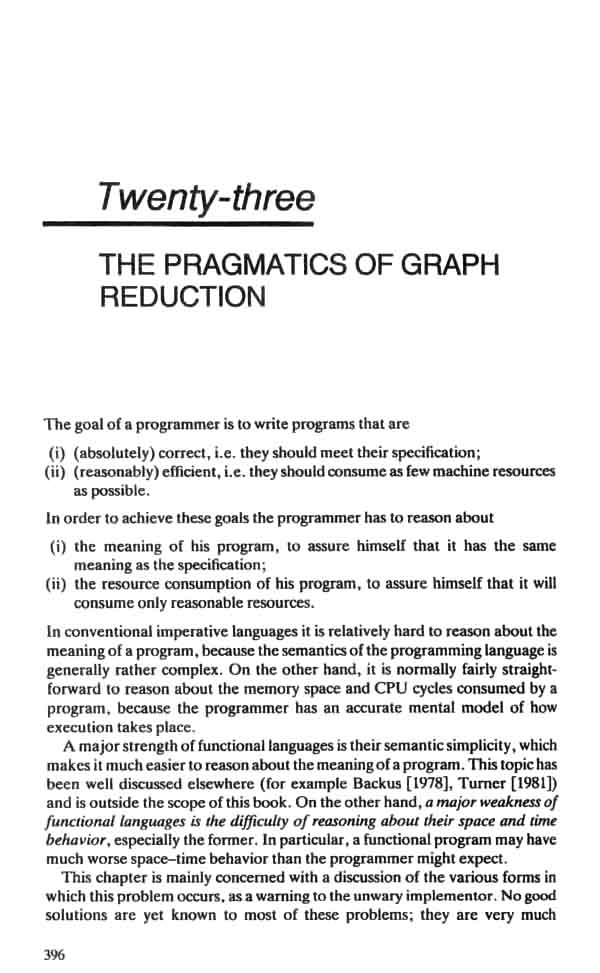 Twenty-three
THE PRAGMATICS OF GRAPH
REDUCTION
The goal of a programmer is to write programs that are
(i) (absolutely) correct, i.e. they should meet their specification;
(ii) (reasonably) efficient, i.e. they should consume as few machine resources
as possible.
In order to achieve these goals the programmer has to reason about
(i) the meaning of his program, to assure himself that it has the same
meaning as the specification;
(ii) the resource consumption of his program, to assure himself that it will
consume only reasonable resources.
In conventional imperative languages it is relatively hard to reason about the
meaning of a program, because the semantics of the programming language is
generally rather complex. On the other hand, it is normally fairly straight-
forward to reason about the memory space and CPU cycles consumed by a
program, because the programmer has an accurate mental model of how
execution takes place.
A major strength of functional languages is their semantic simplicity, which
makes it much easier to reason about the meaning of a program. This topic has
been well discussed elsewhere (for example Backus [1978], Turner [1981])
and is outside the scope of this book. On the other hand, a major weakness of
functional languages is the difficulty of reasoning about their space and time
behavior, especially the former. In particular, a functional program may have
much worse space–time behavior than the programmer might expect.
This chapter is mainly concerned with a discussion of the various forms in
which this problem occurs, as a warning to the unwary implementor. No good
solutions are yet known to most of these problems; they are very much
396